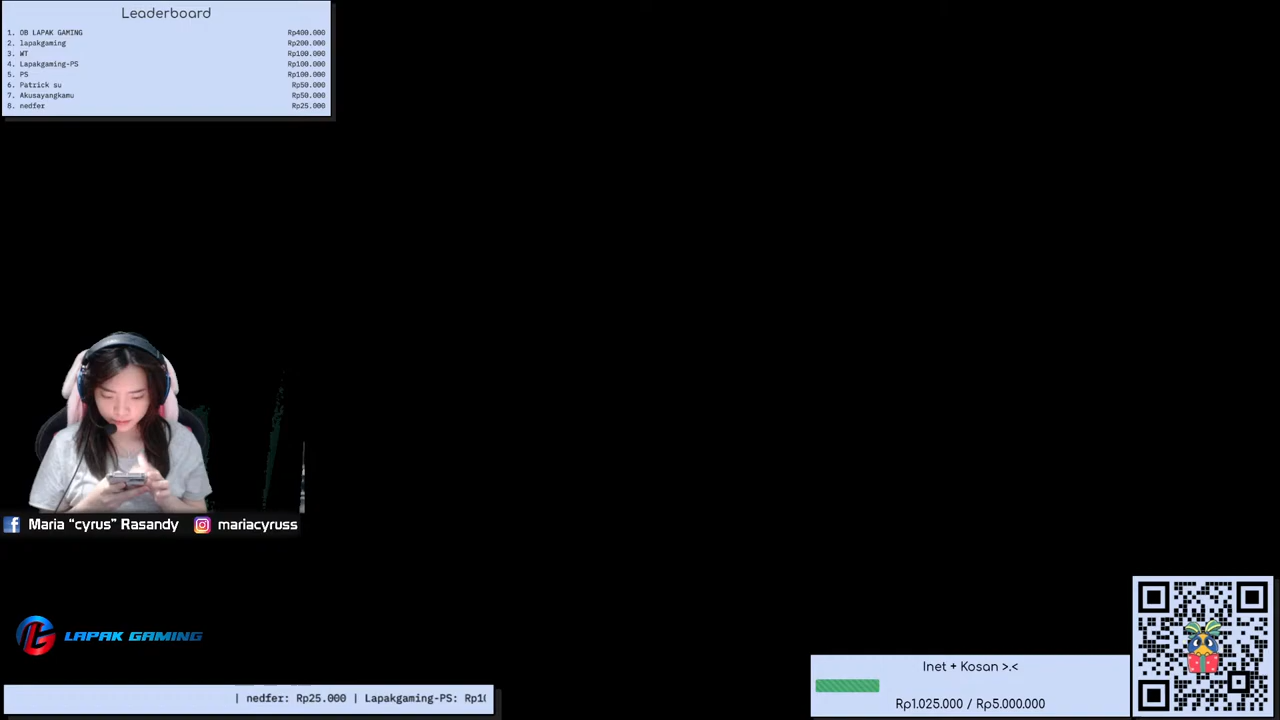 Leaderboard
1. OB LAPAK GAMING Rp400.000
2. lapakgaming Rp200.000
3. WT Rp100.000
4. Lapakgaming-PS Rp100.000
5. PS Rp100.000
6. Patrick su Rp50.000
7. Akusayangkamu Rp50.000
8. nedfer Rp25.000
Maria “cyrus” Rasandy mariacyruss
LAPAK GAMING
Inet + Kosan >.<
Rp1.025.000 / Rp5.000.000
| nedfer: Rp25.000 | Lapakgaming-PS: Rp1